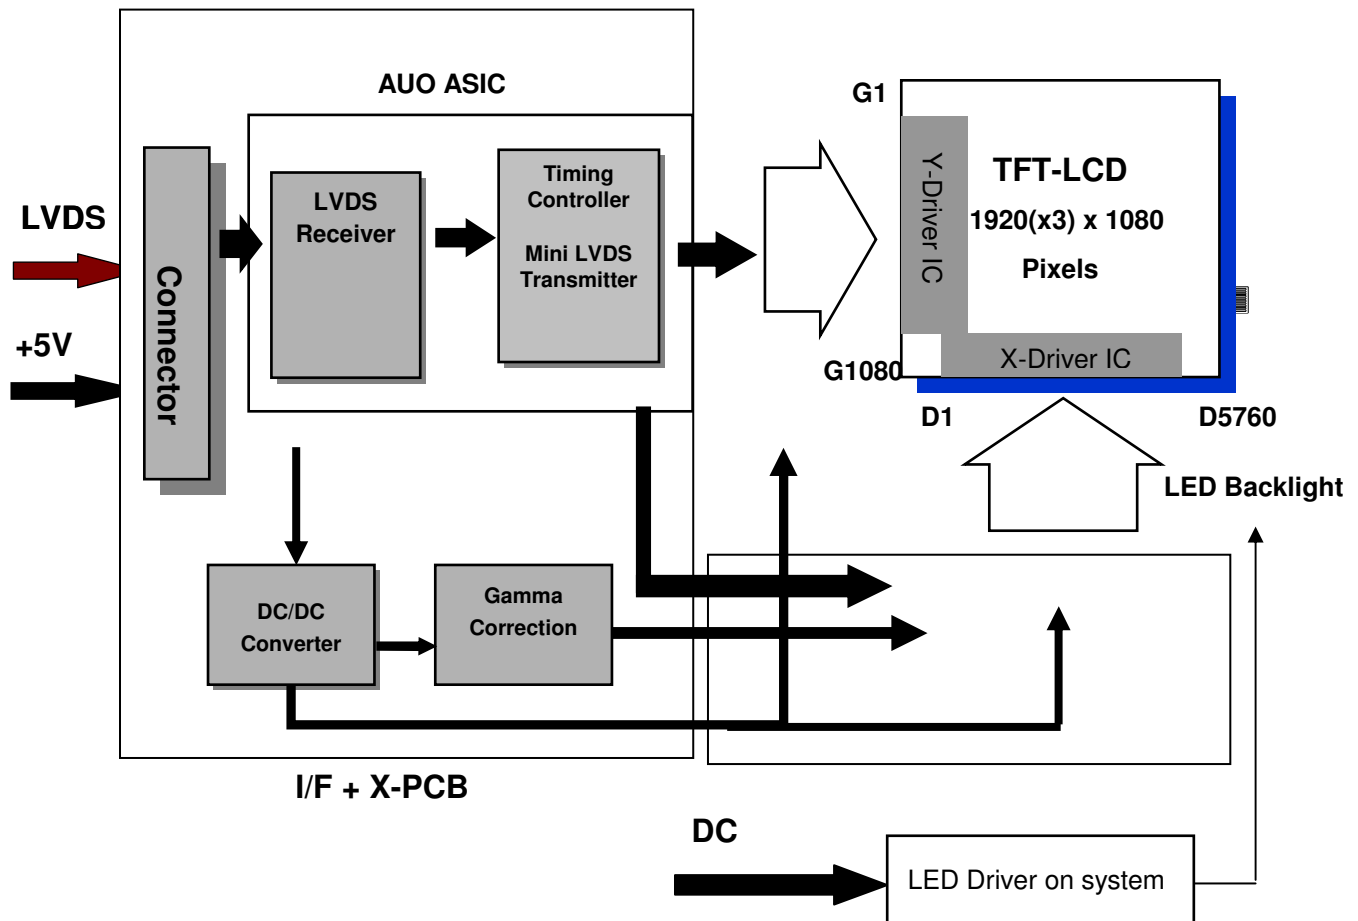 AUO ASIC
G1
LVDS
+5V
Connector
LVDS
Receiver
Timing
Controller
Mini LVDS
Transmitter
Y-Driver IC
TFT-LCD
1920(x3) x 1080
Pixels
X-Driver IC
G1080
D1
D5760
LED Backlight
DC/DC
Converter
Gamma
Correction
I/F + X-PCB
DC
LED Driver on system